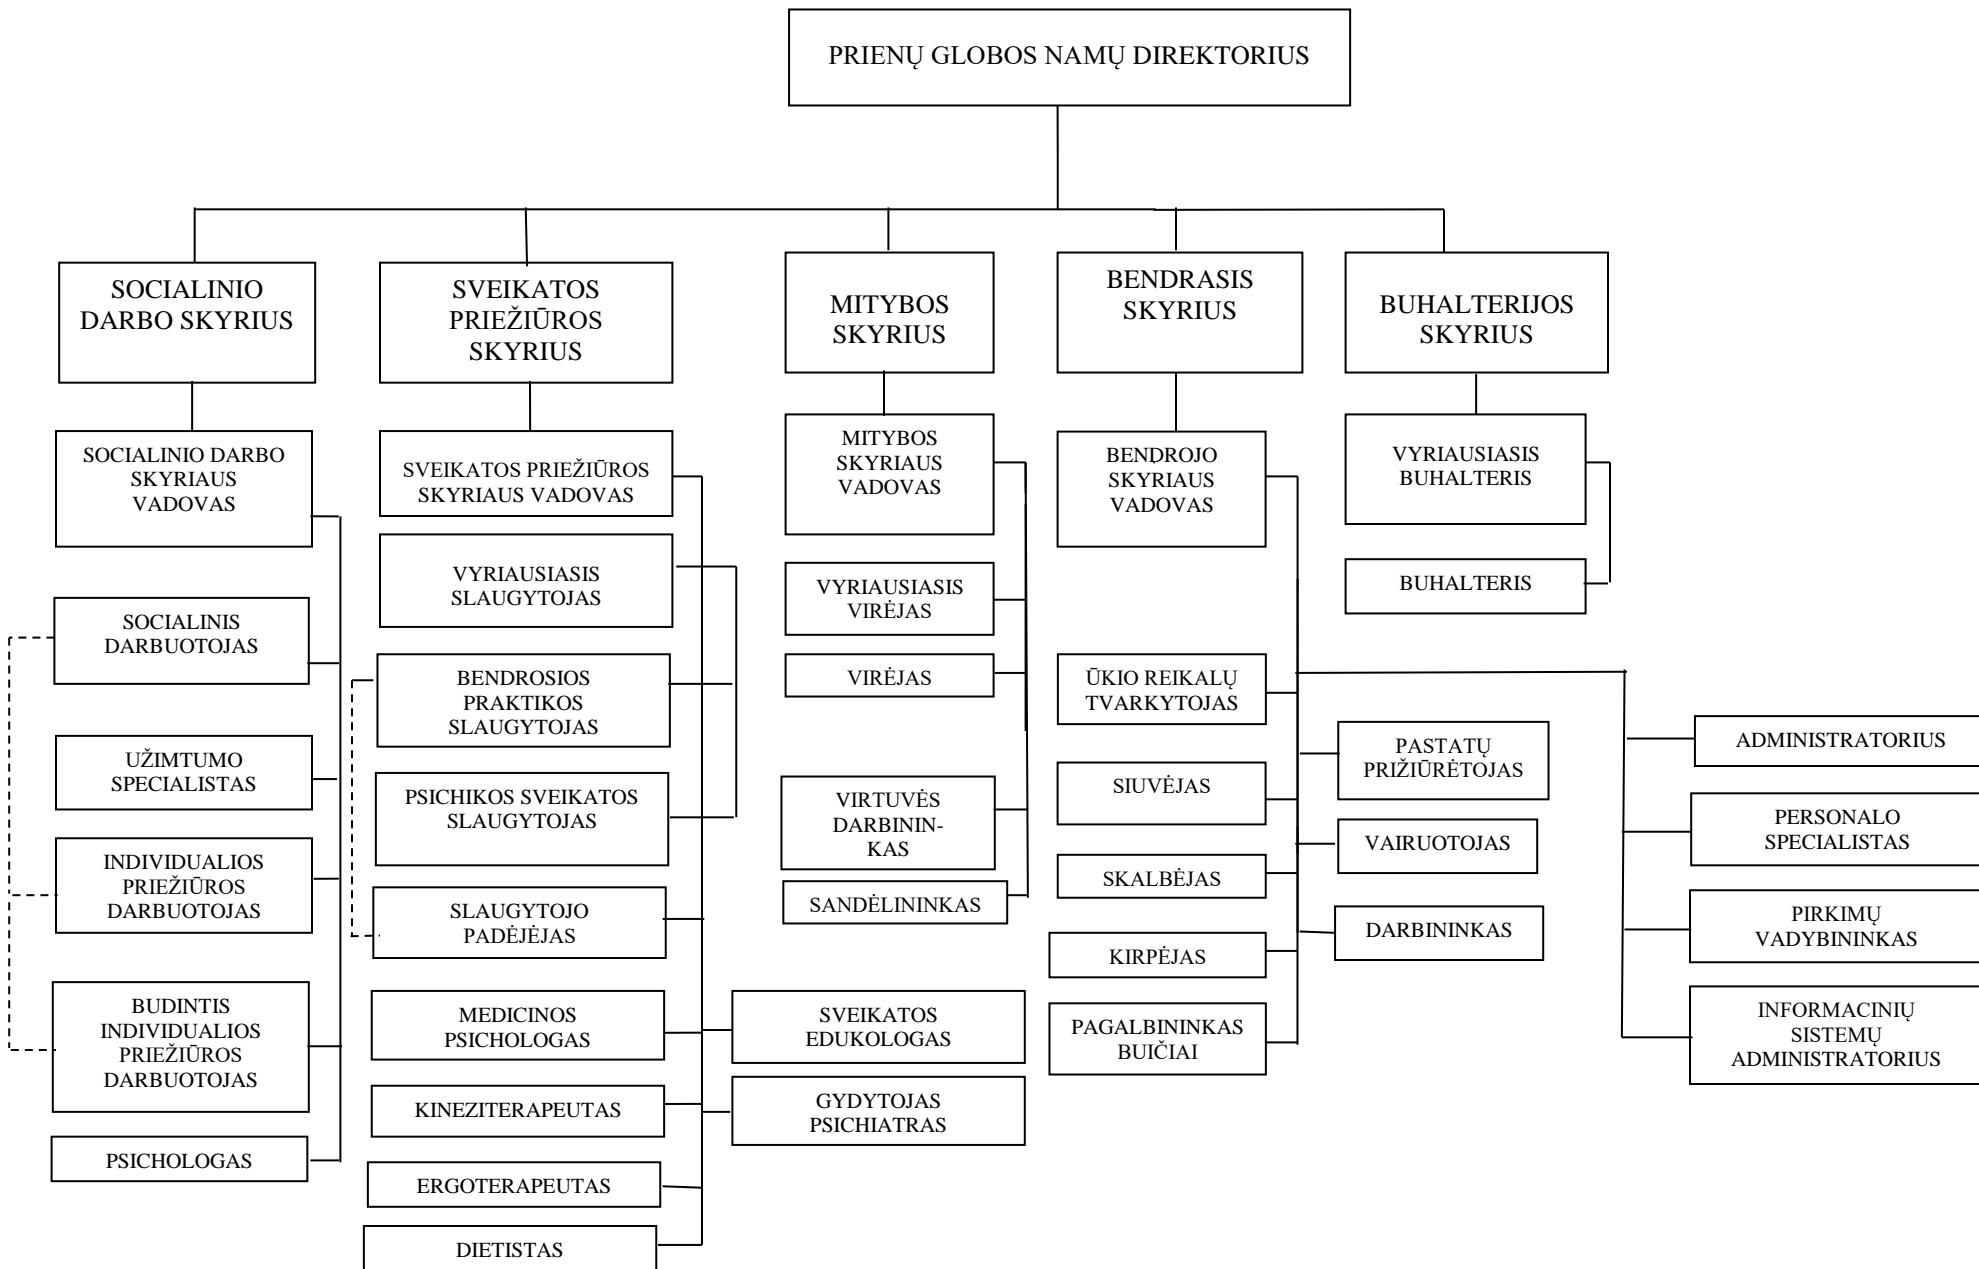 PRIENŲ GLOBOS NAMŲ DIREKTORIUS
SOCIALINIO
DARBO SKYRIUS
SVEIKATOS
PRIEŽIŪROS
SKYRIUS
MITYBOS
SKYRIUS
BENDRASIS
SKYRIUS
BUHALTERIJOS
SKYRIUS
SOCIALINIO DARBO
SKYRIAUS
VADOVAS
SOCIALINIS
DARBUOTOJAS
UŽIMTUMO
SPECIALISTAS
INDIVIDUALIOS
PRIEŽIŪROS
DARBUOTOJAS
BUDINTIS
INDIVIDUALIOS
PRIEŽIŪROS
DARBUOTOJAS
PSICHOLOGAS
SVEIKATOS PRIEŽIŪROS
SKYRIAUS VADOVAS
VYRIAUSIASIS
SLAUGYTOJAS
BENDROSIOS
PRAKTIKOS
SLAUGYTOJAS
PSICHIKOS SVEIKATOS
SLAUGYTOJAS
SLAUGYTOJO
PADĖJĖJAS
MEDICINOS
PSICHOLOGAS
KINEZITERAPEUTAS
ERGOTERAPEUTAS
DIETISTAS
SVEIKATOS
EDUKOLOGAS
GYDYTOJAS
PSICHIATRAS
MITYBOS
SKYRIAUS
VADOVAS
VYRIAUSIASIS
VIRĖJAS
VIRĖJAS
VIRTUVĖS
DARBININ-
KAS
SANDĖLININKAS
BENDROJO
SKYRIAUS
VADOVAS
ŪKIO REIKALŲ
TVARKYTOJAS
SIUVĖJAS
SKALBĖJAS
KIRPĖJAS
PAGALBININKAS
BUIČIAI
PASTATŲ
PRIŽIŪRĖTOJAS
VAIRUOTOJAS
DARBININKAS
VYRIAUSIASIS
BUHALTERIS
BUHALTERIS
ADMINISTRATORIUS
PERSONALO
SPECIALISTAS
PIRKIMŲ
VADYBININKAS
INFORMACINIŲ
SISTEMŲ
ADMINISTRATORIUS